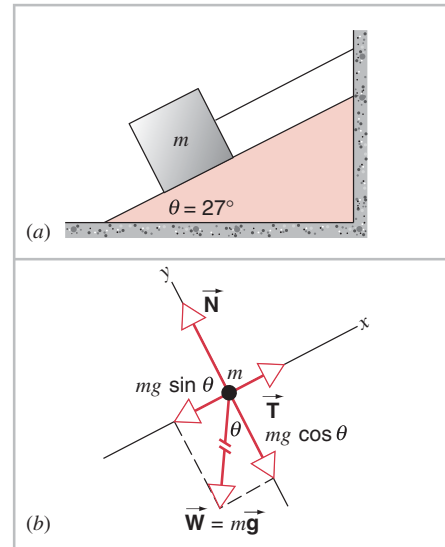 m
θ = 27°
(a)
y
N⃗
x
m
mg sin θ
T⃗
θ
mg cos θ
W⃗ = mg⃗
(b)